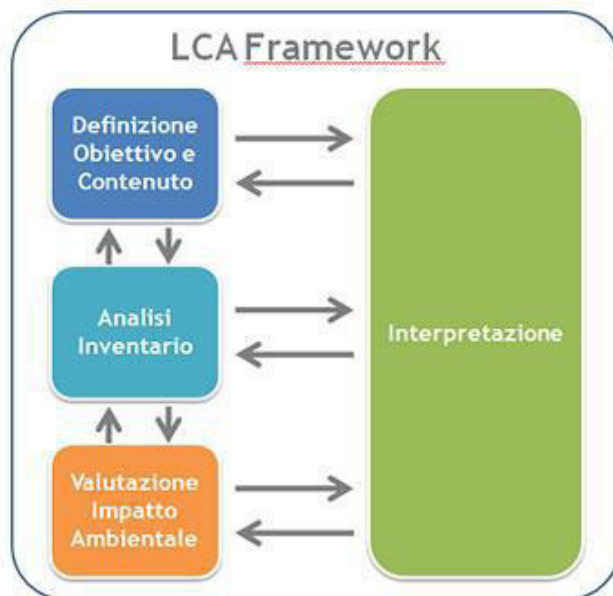 LCA Framework
Definizione
Obiettivo e
Contenuto
Analisi
Inventario
Interpretazione
Valutazione
Impatto
Ambientale